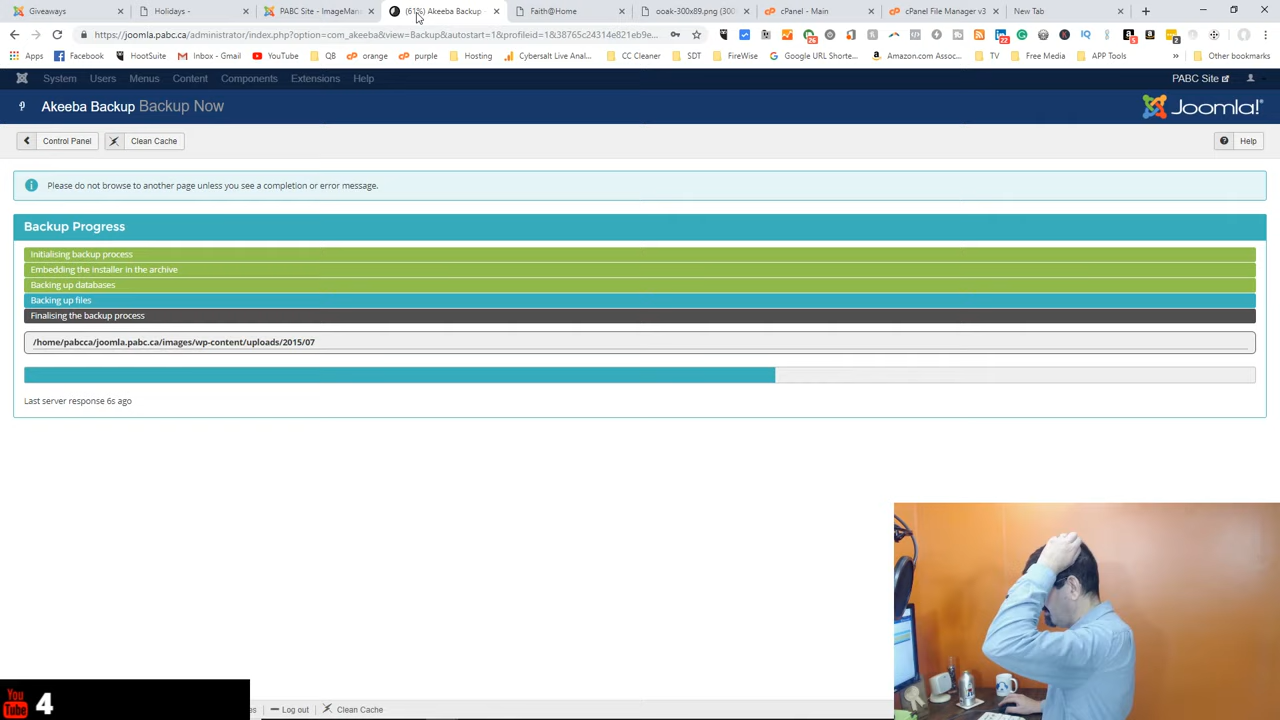 Giveaways
Holidays -
PABC Site - ImageMan
(61%) Akeeba Backup
Faith@Home
ooak-300x89.png (300
cPanel - Main
cPanel File Manager v3
New Tab
https://joomla.pabc.ca/administrator/index.php?option=com_akeeba&view=Backup&autostart=1&profileid=1&38765c24314e821eb9e...
Apps
Facebook
HootSuite
Inbox - Gmail
YouTube
QB
orange
purple
Hosting
Cybersalt Live Anal...
CC Cleaner
SDT
FireWise
Google URL Shorte...
Amazon.com Assoc...
TV
Free Media
APP Tools
»
Other bookmarks
System Users Menus Content Components Extensions Help
PABC Site
Akeeba Backup Backup Now
Joomla!
Control Panel
Clean Cache
Help
Please do not browse to another page unless you see a completion or error message.
Backup Progress
Initialising backup process
Embedding the installer in the archive
Backing up databases
Backing up files
Finalising the backup process
/home/pabcca/joomla.pabc.ca/images/wp-content/uploads/2015/07
Last server response 6s ago
You
Tube
4
Log out
Clean Cache